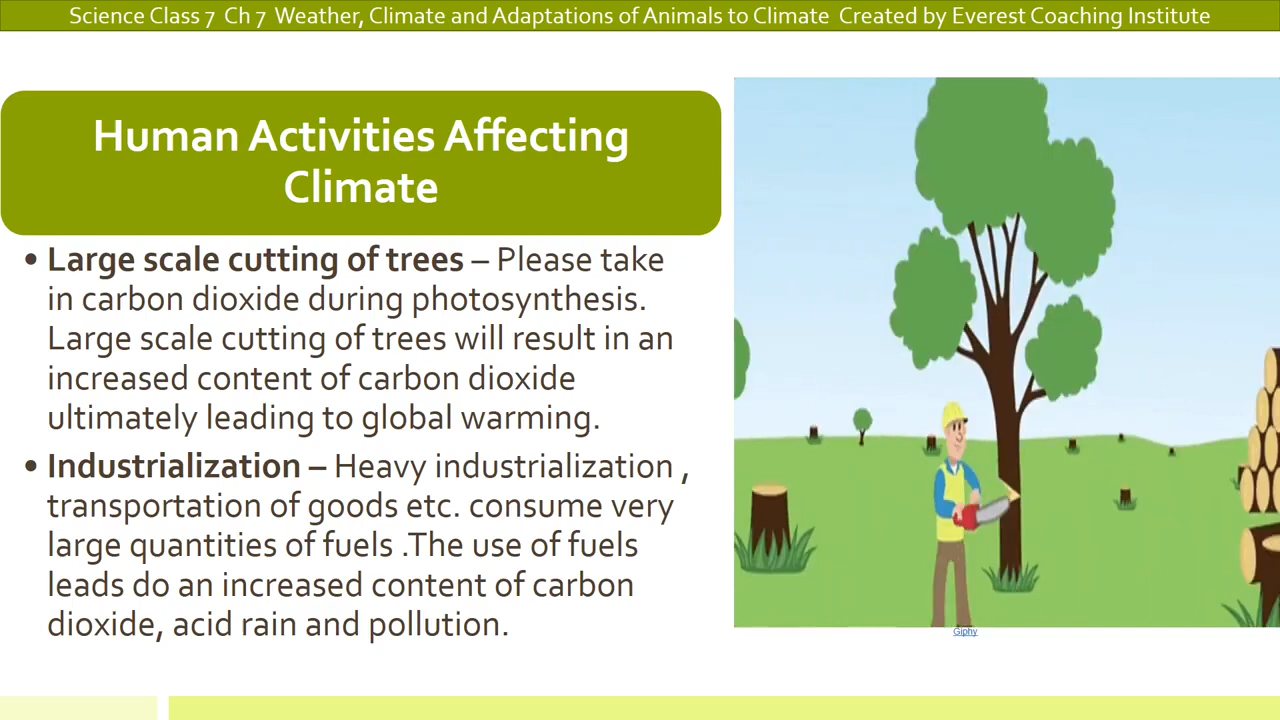 Science Class 7 Ch 7 Weather, Climate and Adaptations of Animals to Climate Created by Everest Coaching Institute
Human Activities Affecting
Climate
• Large scale cutting of trees – Please take
in carbon dioxide during photosynthesis.
Large scale cutting of trees will result in an
increased content of carbon dioxide
ultimately leading to global warming.
• Industrialization – Heavy industrialization ,
transportation of goods etc. consume very
large quantities of fuels .The use of fuels
leads do an increased content of carbon
dioxide, acid rain and pollution.
Giphy